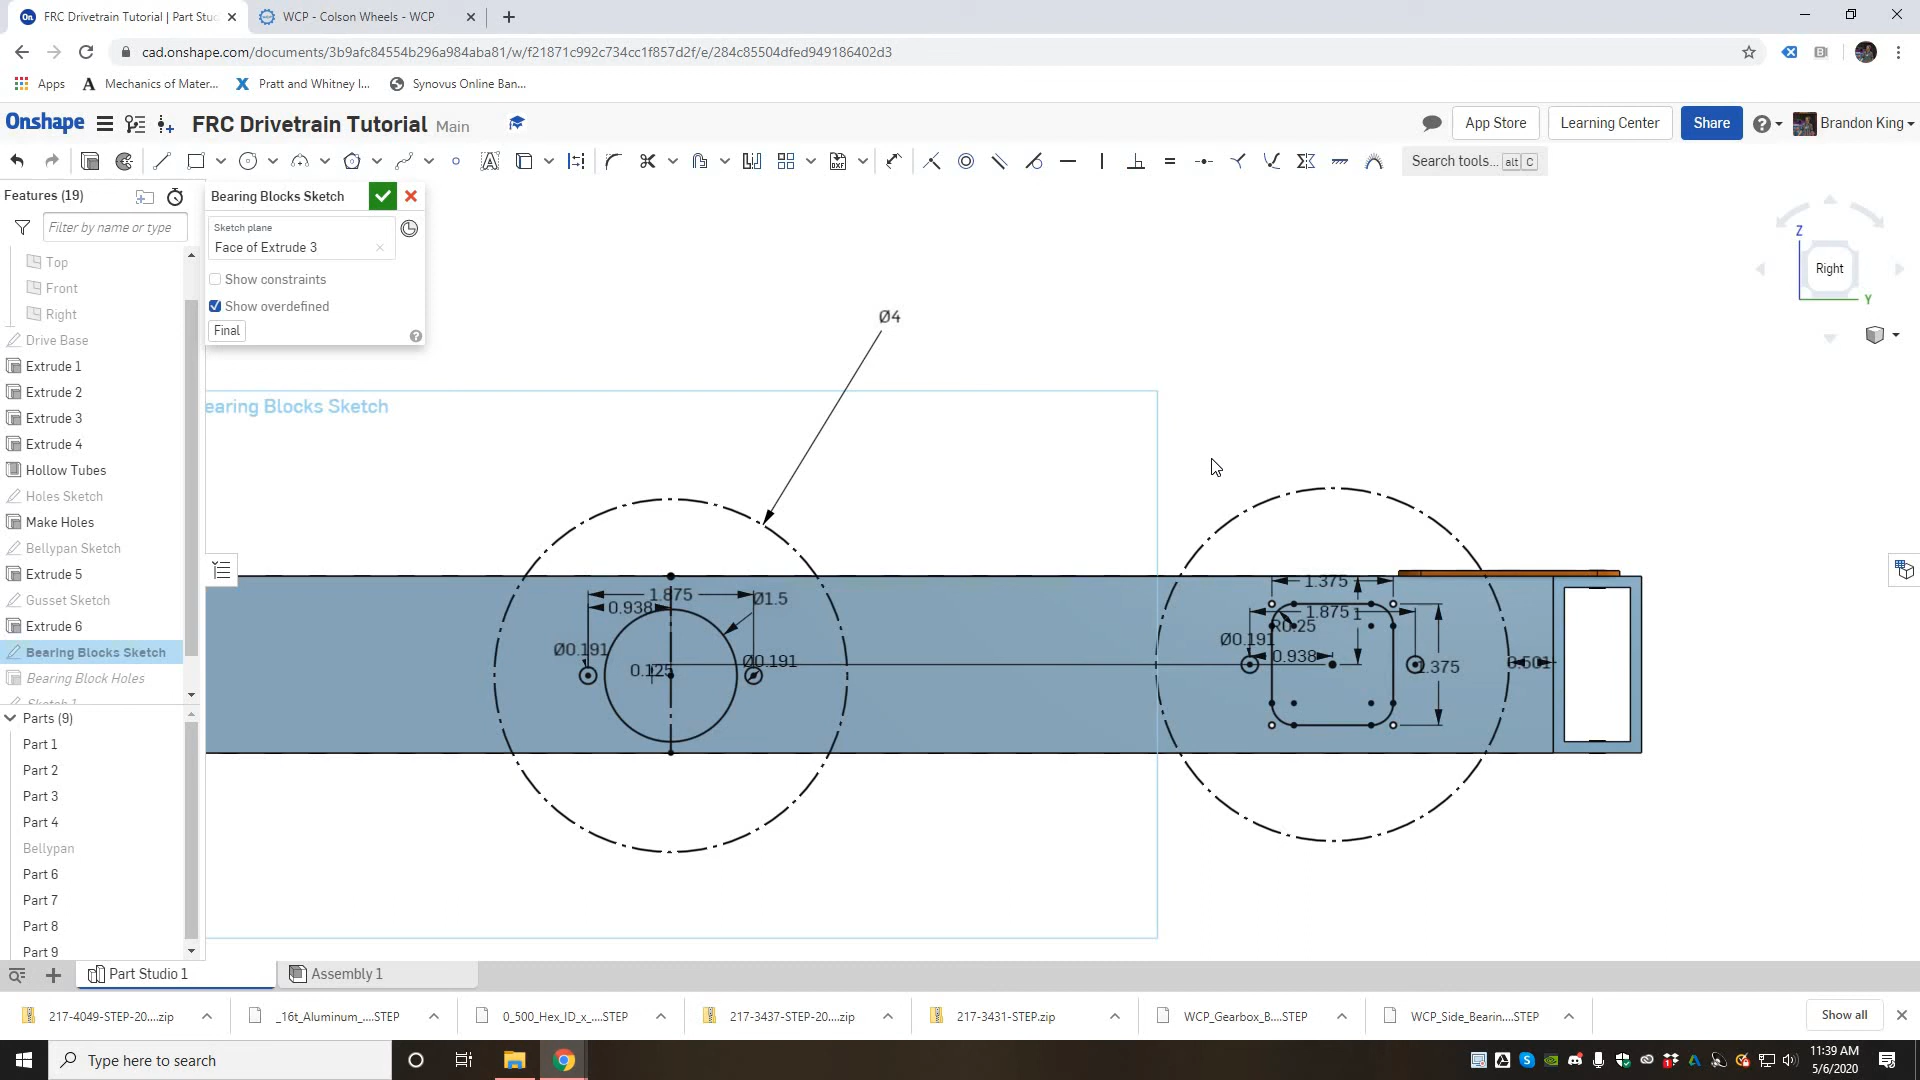 FRC Drivetrain Tutorial | Part Stu
WCP - Colson Wheels - WCP
cad.onshape.com/documents/3b9afc84554b296a984aba81/w/f21871c992c734cc1f857d2f/e/284c85504dfed949186402d3
Apps
Mechanics of Mater...
Pratt and Whitney I...
Synovus Online Ban...
Onshape
FRC Drivetrain Tutorial
Main
App Store
Learning Center
Share
Brandon King
Search tools... alt C
Features (19)
Filter by name or type
Top
Front
Right
Drive Base
Extrude 1
Extrude 2
Extrude 3
Extrude 4
Hollow Tubes
Holes Sketch
Make Holes
Bellypan Sketch
Extrude 5
Gusset Sketch
Extrude 6
Bearing Blocks Sketch
Bearing Block Holes
Sketch 1
Parts (9)
Part 1
Part 2
Part 3
Part 4
Bellypan
Part 6
Part 7
Part 8
Part 9
Bearing Blocks Sketch
Sketch plane
Face of Extrude 3
Show constraints
Show overdefined
Final
earing Blocks Sketch
Ø4
1.875
0.938
Ø1.5
Ø0.191
0.125
Ø0.191
1.375
1.875
1
R0.25
Ø0.191
0.938
1.375
Z
Right
Y
Part Studio 1
Assembly 1
217-4049-STEP-20....zip
_16t_Aluminum_....STEP
0_500_Hex_ID_x_....STEP
217-3437-STEP-20....zip
217-3431-STEP.zip
WCP_Gearbox_B....STEP
WCP_Side_Bearin....STEP
Show all
Type here to search
11:39 AM
5/6/2020